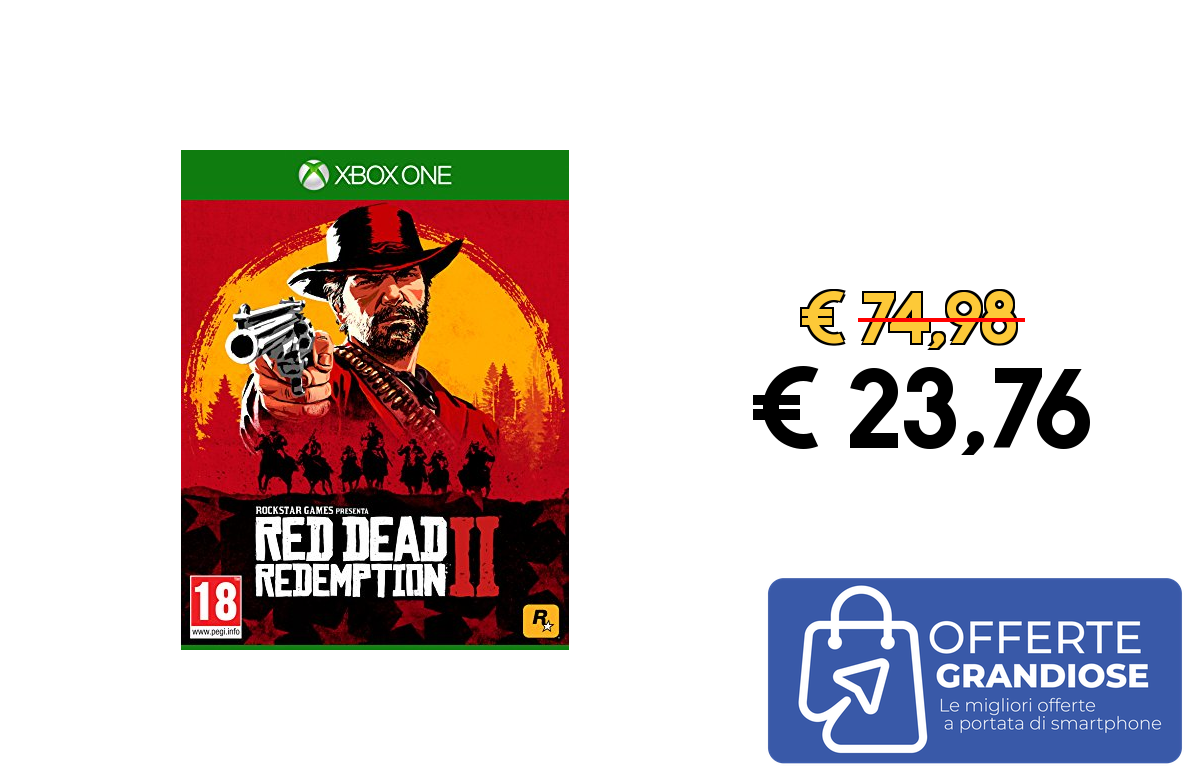 XBOX ONE
€ 74,98
€ 23,76
ROCKSTAR GAMES PRESENTA
RED DEAD
REDEMPTION II
18
www.pegi.info
R
OFFERTE
GRANDIOSE
Le migliori offerte
a portata di smartphone